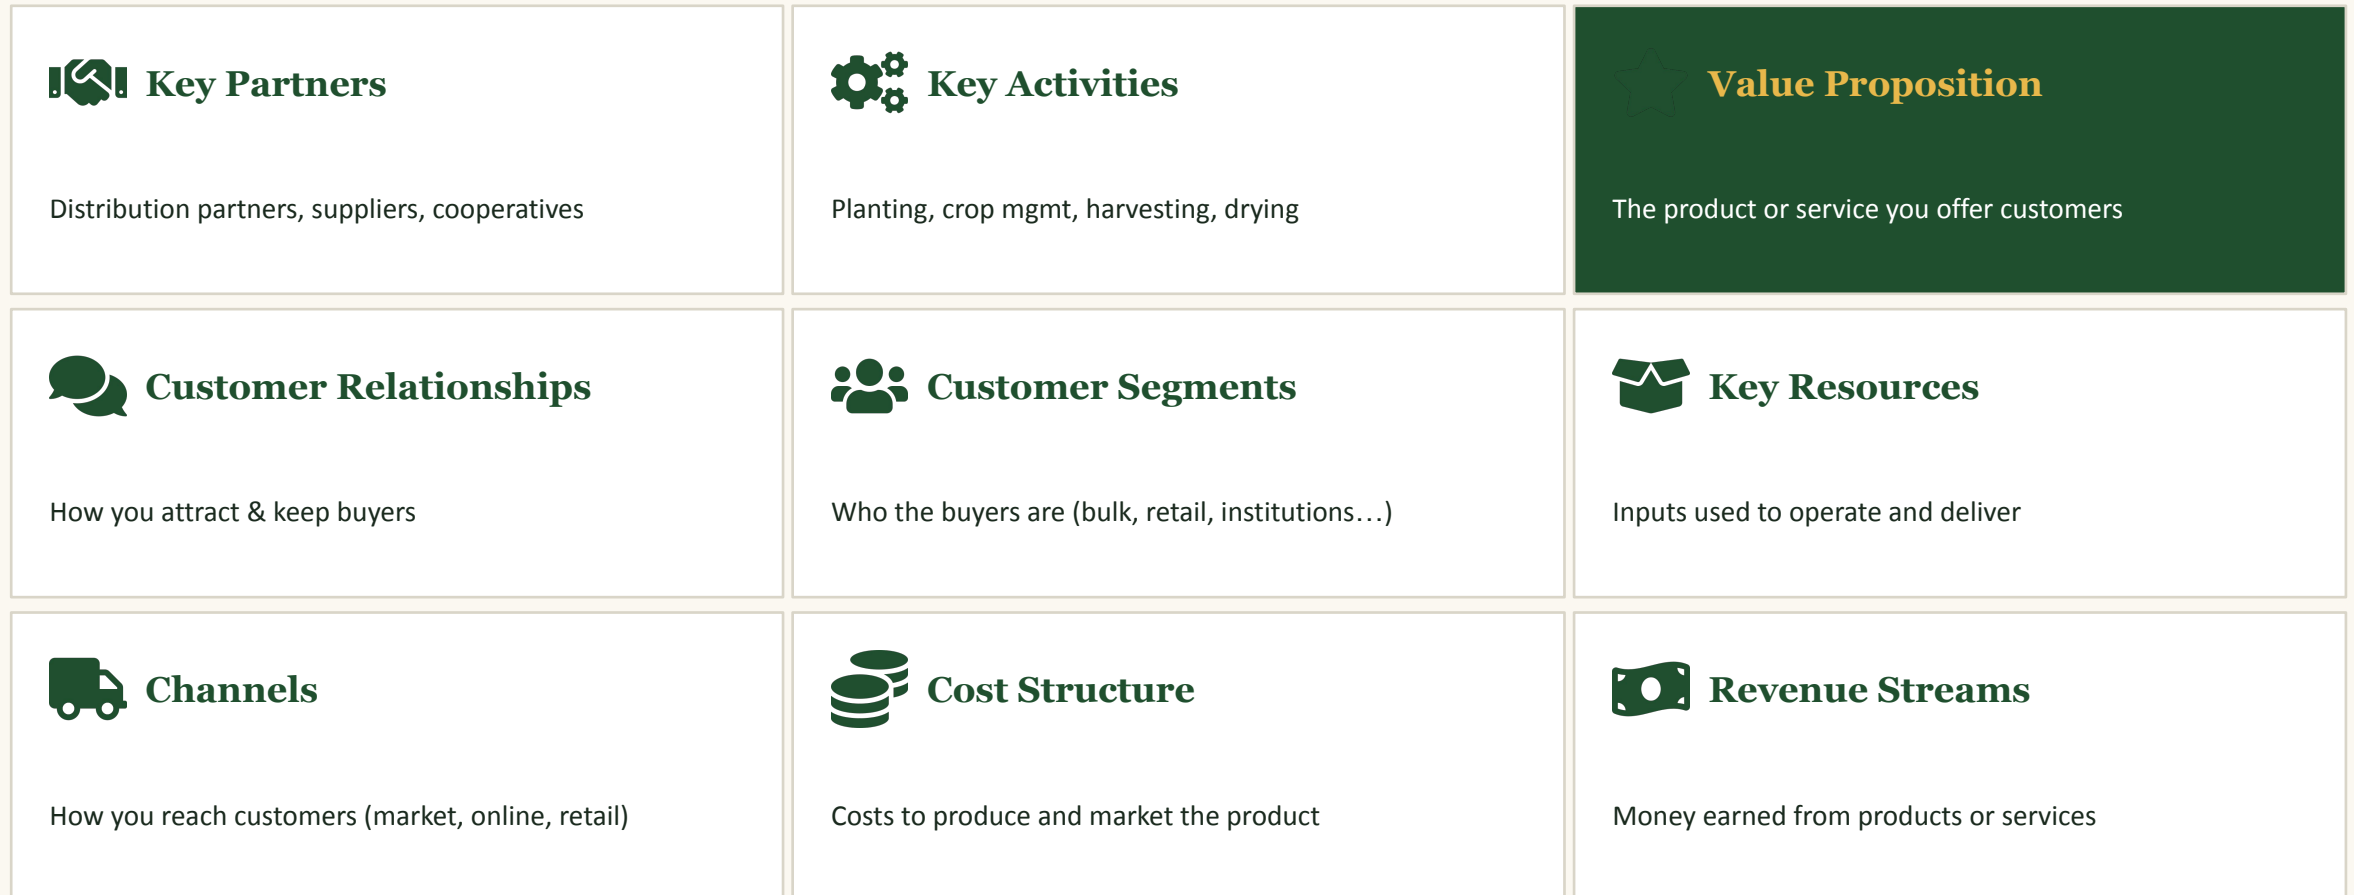 Key Partners
Distribution partners, suppliers, cooperatives
Key Activities
Planting, crop mgmt, harvesting, drying
Value Proposition
The product or service you offer customers
Customer Relationships
How you attract & keep buyers
Customer Segments
Who the buyers are (bulk, retail, institutions…)
Key Resources
Inputs used to operate and deliver
Channels
How you reach customers (market, online, retail)
Cost Structure
Costs to produce and market the product
Revenue Streams
Money earned from products or services